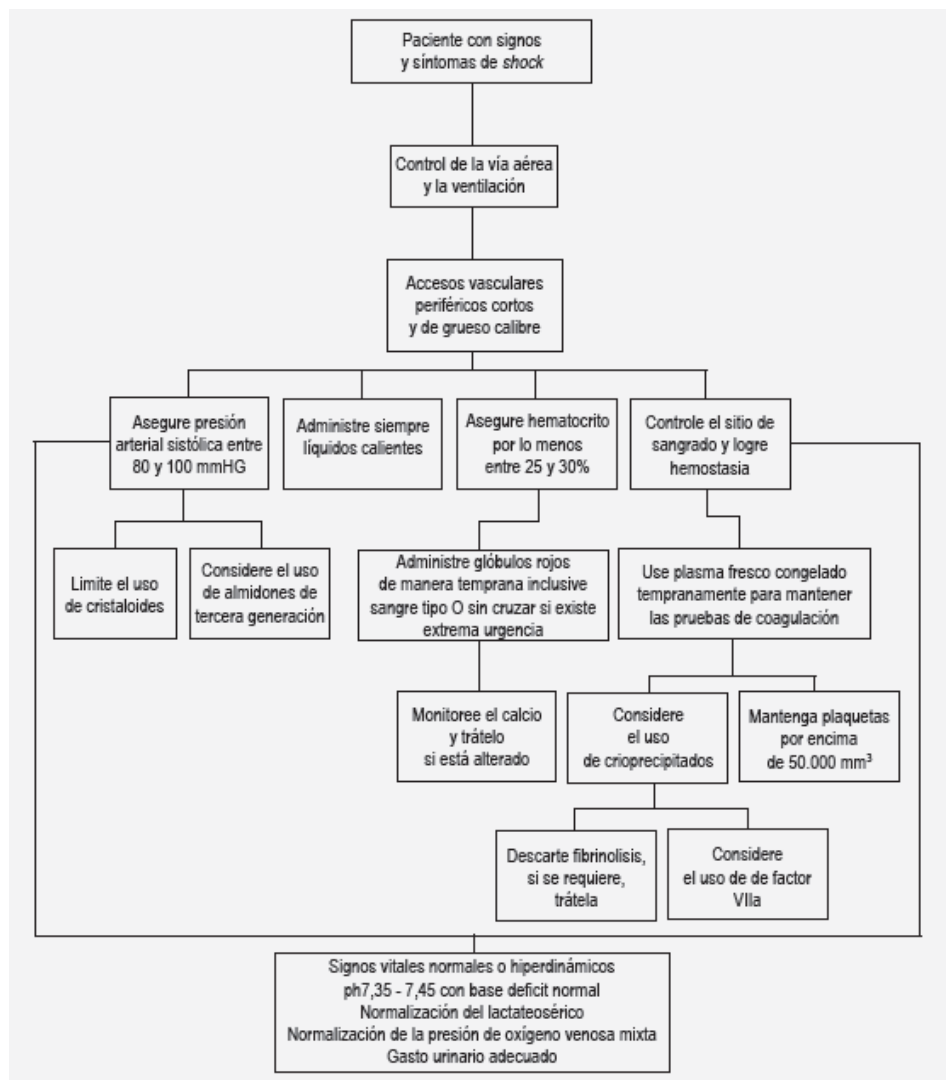 Paciente con signos
y síntomas de shock
Control de la vía aérea
y la ventilación
Accesos vasculares
periféricos cortos
y de grueso calibre
Asegure presión
arterial sistólica entre
80 y 100 mmHG
Administre siempre
líquidos calientes
Asegure hematocrito
por lo menos
entre 25 y 30%
Controle el sitio de
sangrado y logre
hemostasia
Limite el uso
de cristaloides
Considere el uso
de almidones de
tercera generación
Administre glóbulos rojos
de manera temprana inclusive
sangre tipo O sin cruzar si existe
extrema urgencia
Use plasma fresco congelado
tempranamente para mantener
las pruebas de coagulación
Monitoree el calcio
y trátelo
si está alterado
Considere
el uso
de crioprecipitados
Mantenga plaquetas
por encima
de 50.000 mm³
Descarte fibrinolisis,
si se requiere,
trátela
Considere
el uso de de factor
VIIa
Signos vitales normales o hiperdinámicos
ph7,35 - 7,45 con base deficit normal
Normalización del lactateosérico
Normalización de la presión de oxígeno venosa mixta
Gasto urinario adecuado